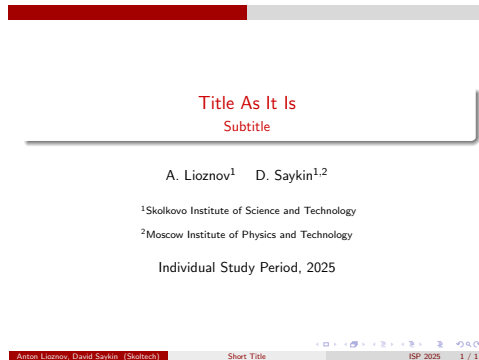 Title As It Is
Subtitle
A. Lioznov¹ D. Saykin¹,²
¹Skolkovo Institute of Science and Technology
²Moscow Institute of Physics and Technology
Individual Study Period, 2025
Anton Lioznov, David Saykin (Skoltech) Short Title ISP 2025 1 / 1